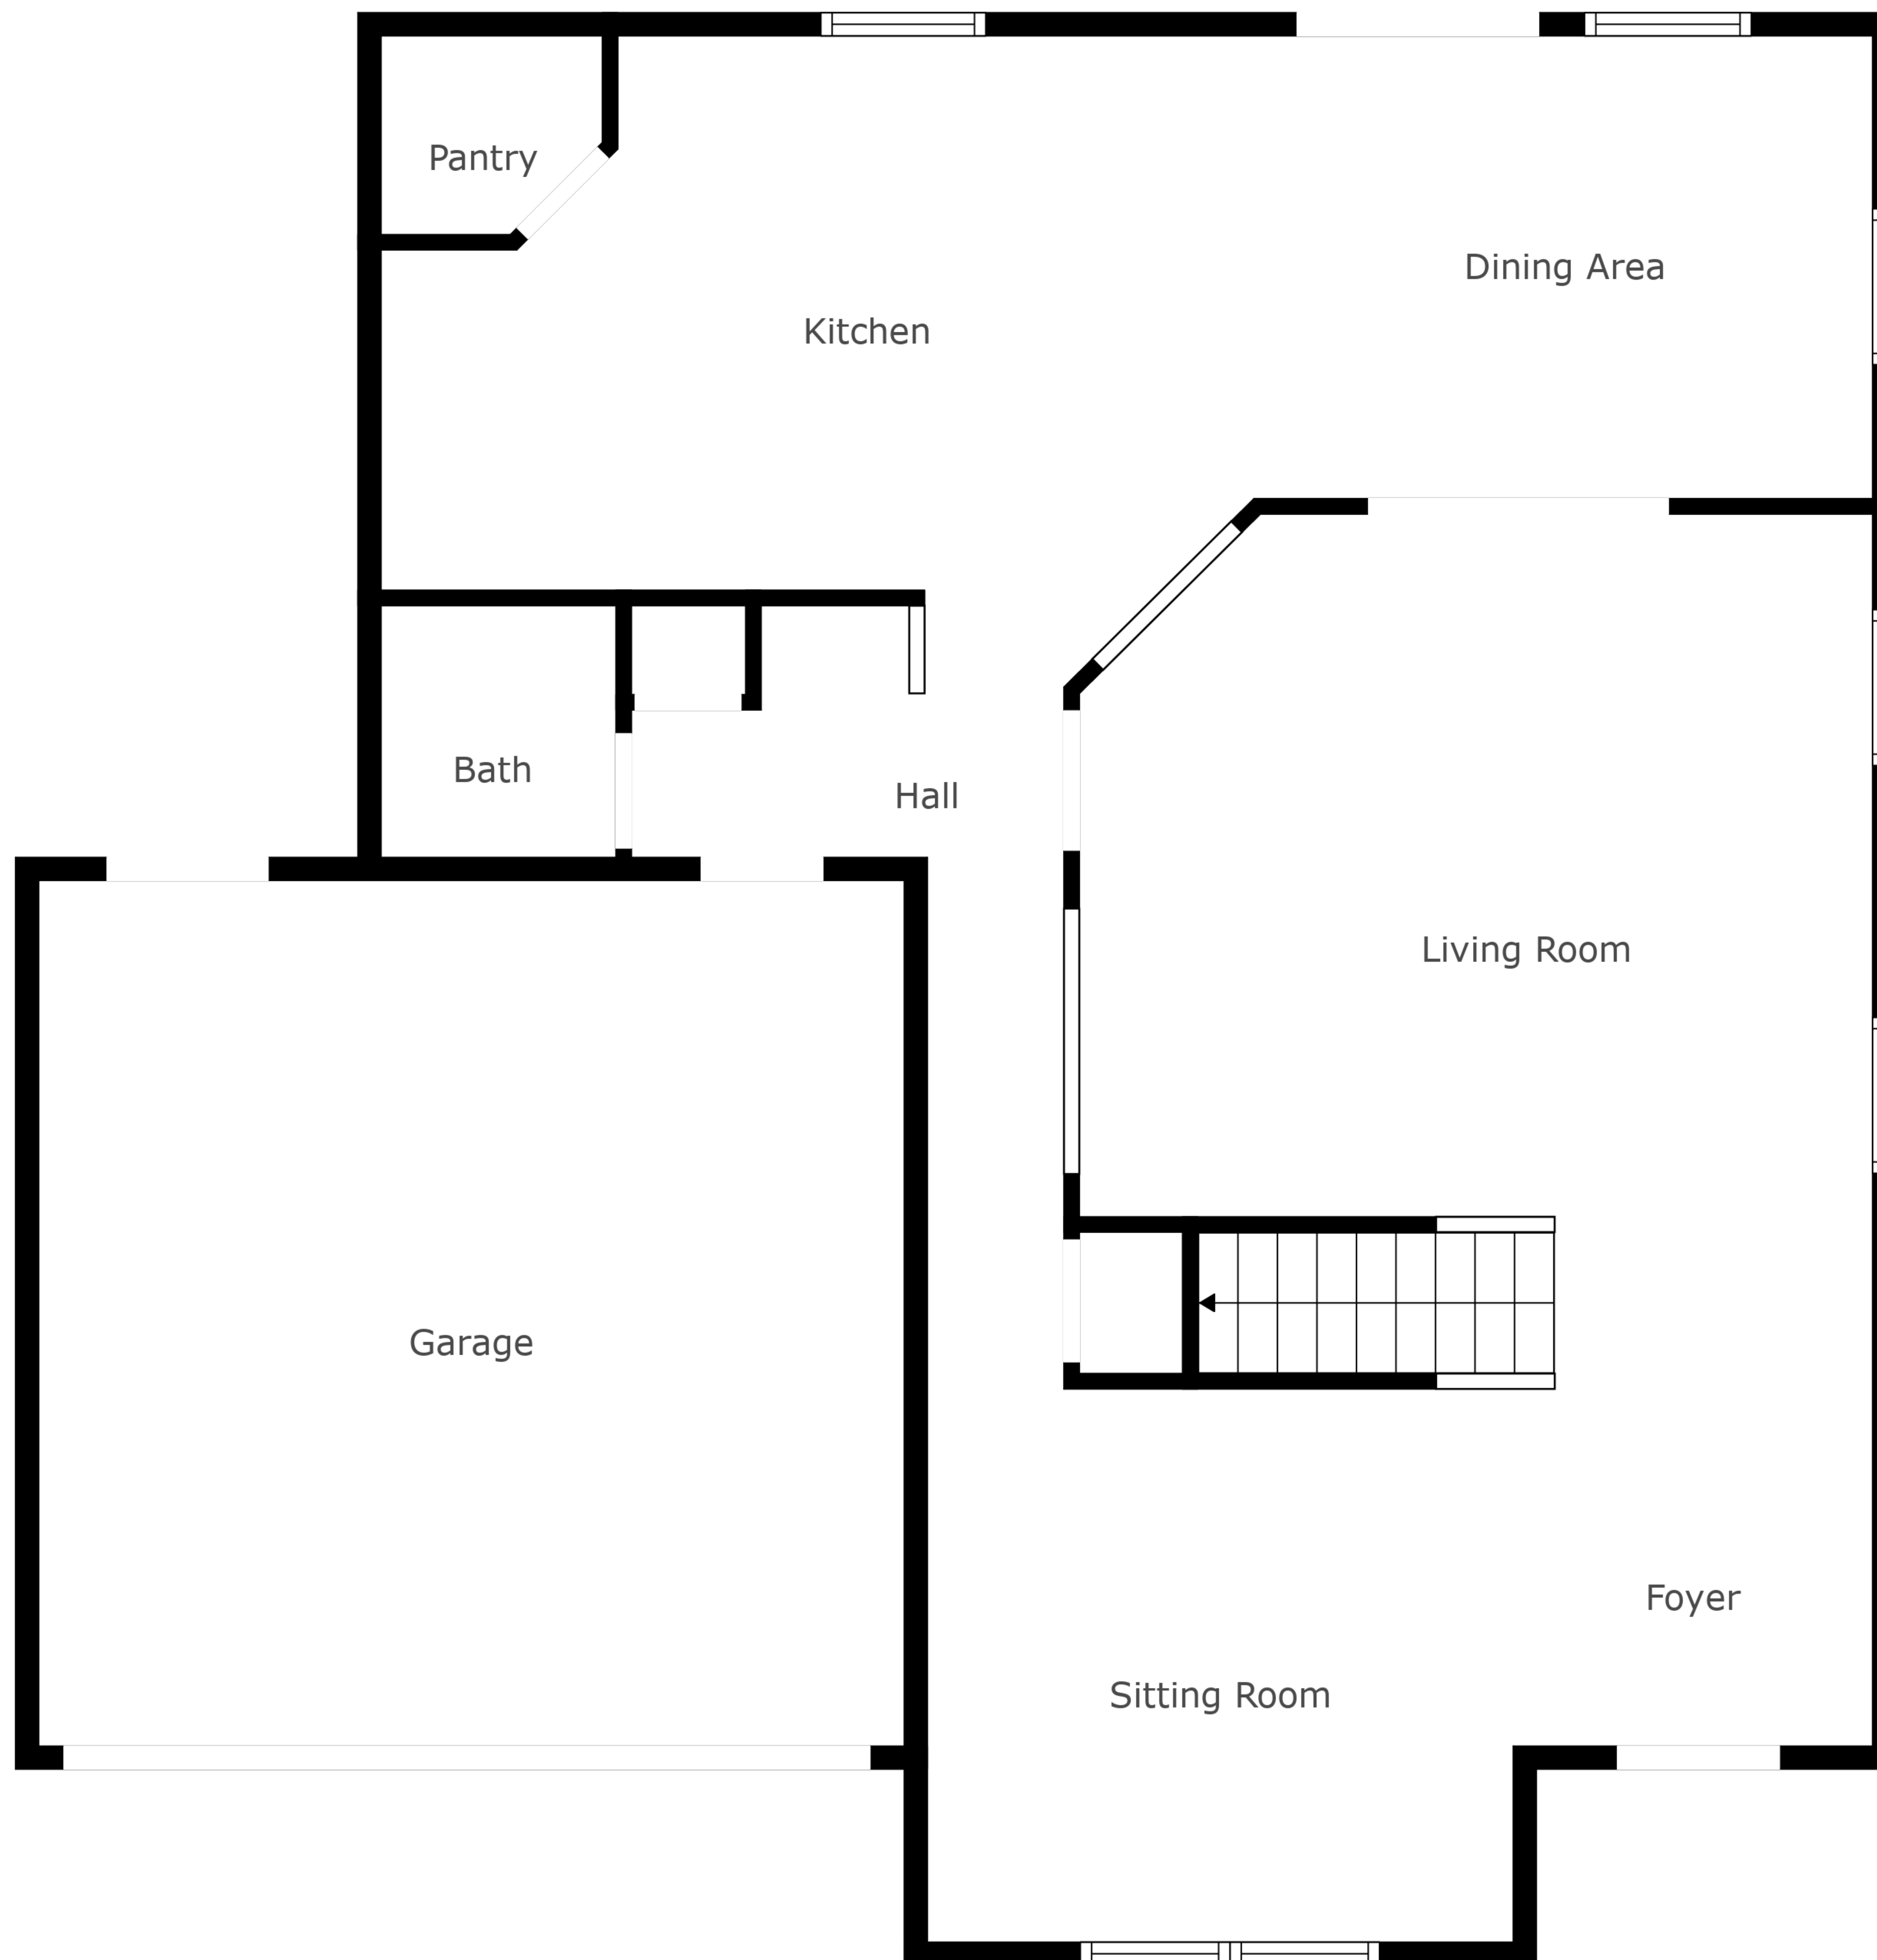 Pantry
Dining Area
Kitchen
Bath
Hall
Living Room
Garage
Foyer
Sitting Room